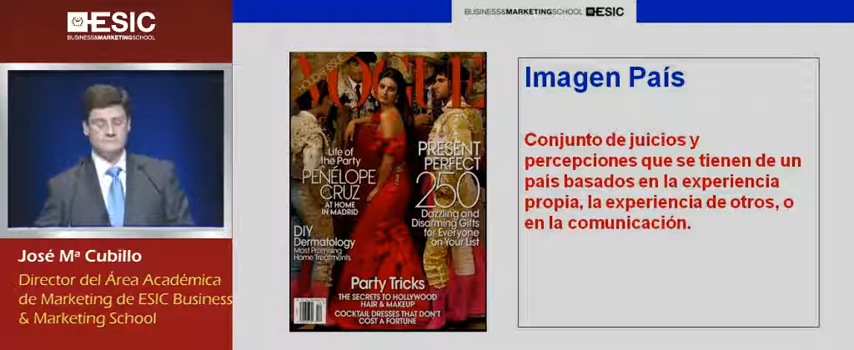 ESIC
BUSINESS&MARKETINGSCHOOL
José Mª Cubillo
Director del Área Académica
de Marketing de ESIC Business
& Marketing School
BUSINESS&MARKETINGSCHOOL ESIC
HOLIDAY ISSUE
VOGUE
Life of
the Party
PENÉLOPE
CRUZ
AT HOME
IN MADRID
DIY
Dermatology
Most Promising
Home Treatments
PRESENT
PERFECT
250
Dazzling and
Disarming Gifts
for Everyone
on Your List
Party Tricks
THE SECRETS TO HOLLYWOOD
HAIR & MAKEUP
COCKTAIL DRESSES THAT DON'T
COST A FORTUNE
Imagen País
Conjunto de juicios y
percepciones que se tienen de un
país basados en la experiencia
propia, la experiencia de otros, o
en la comunicación.